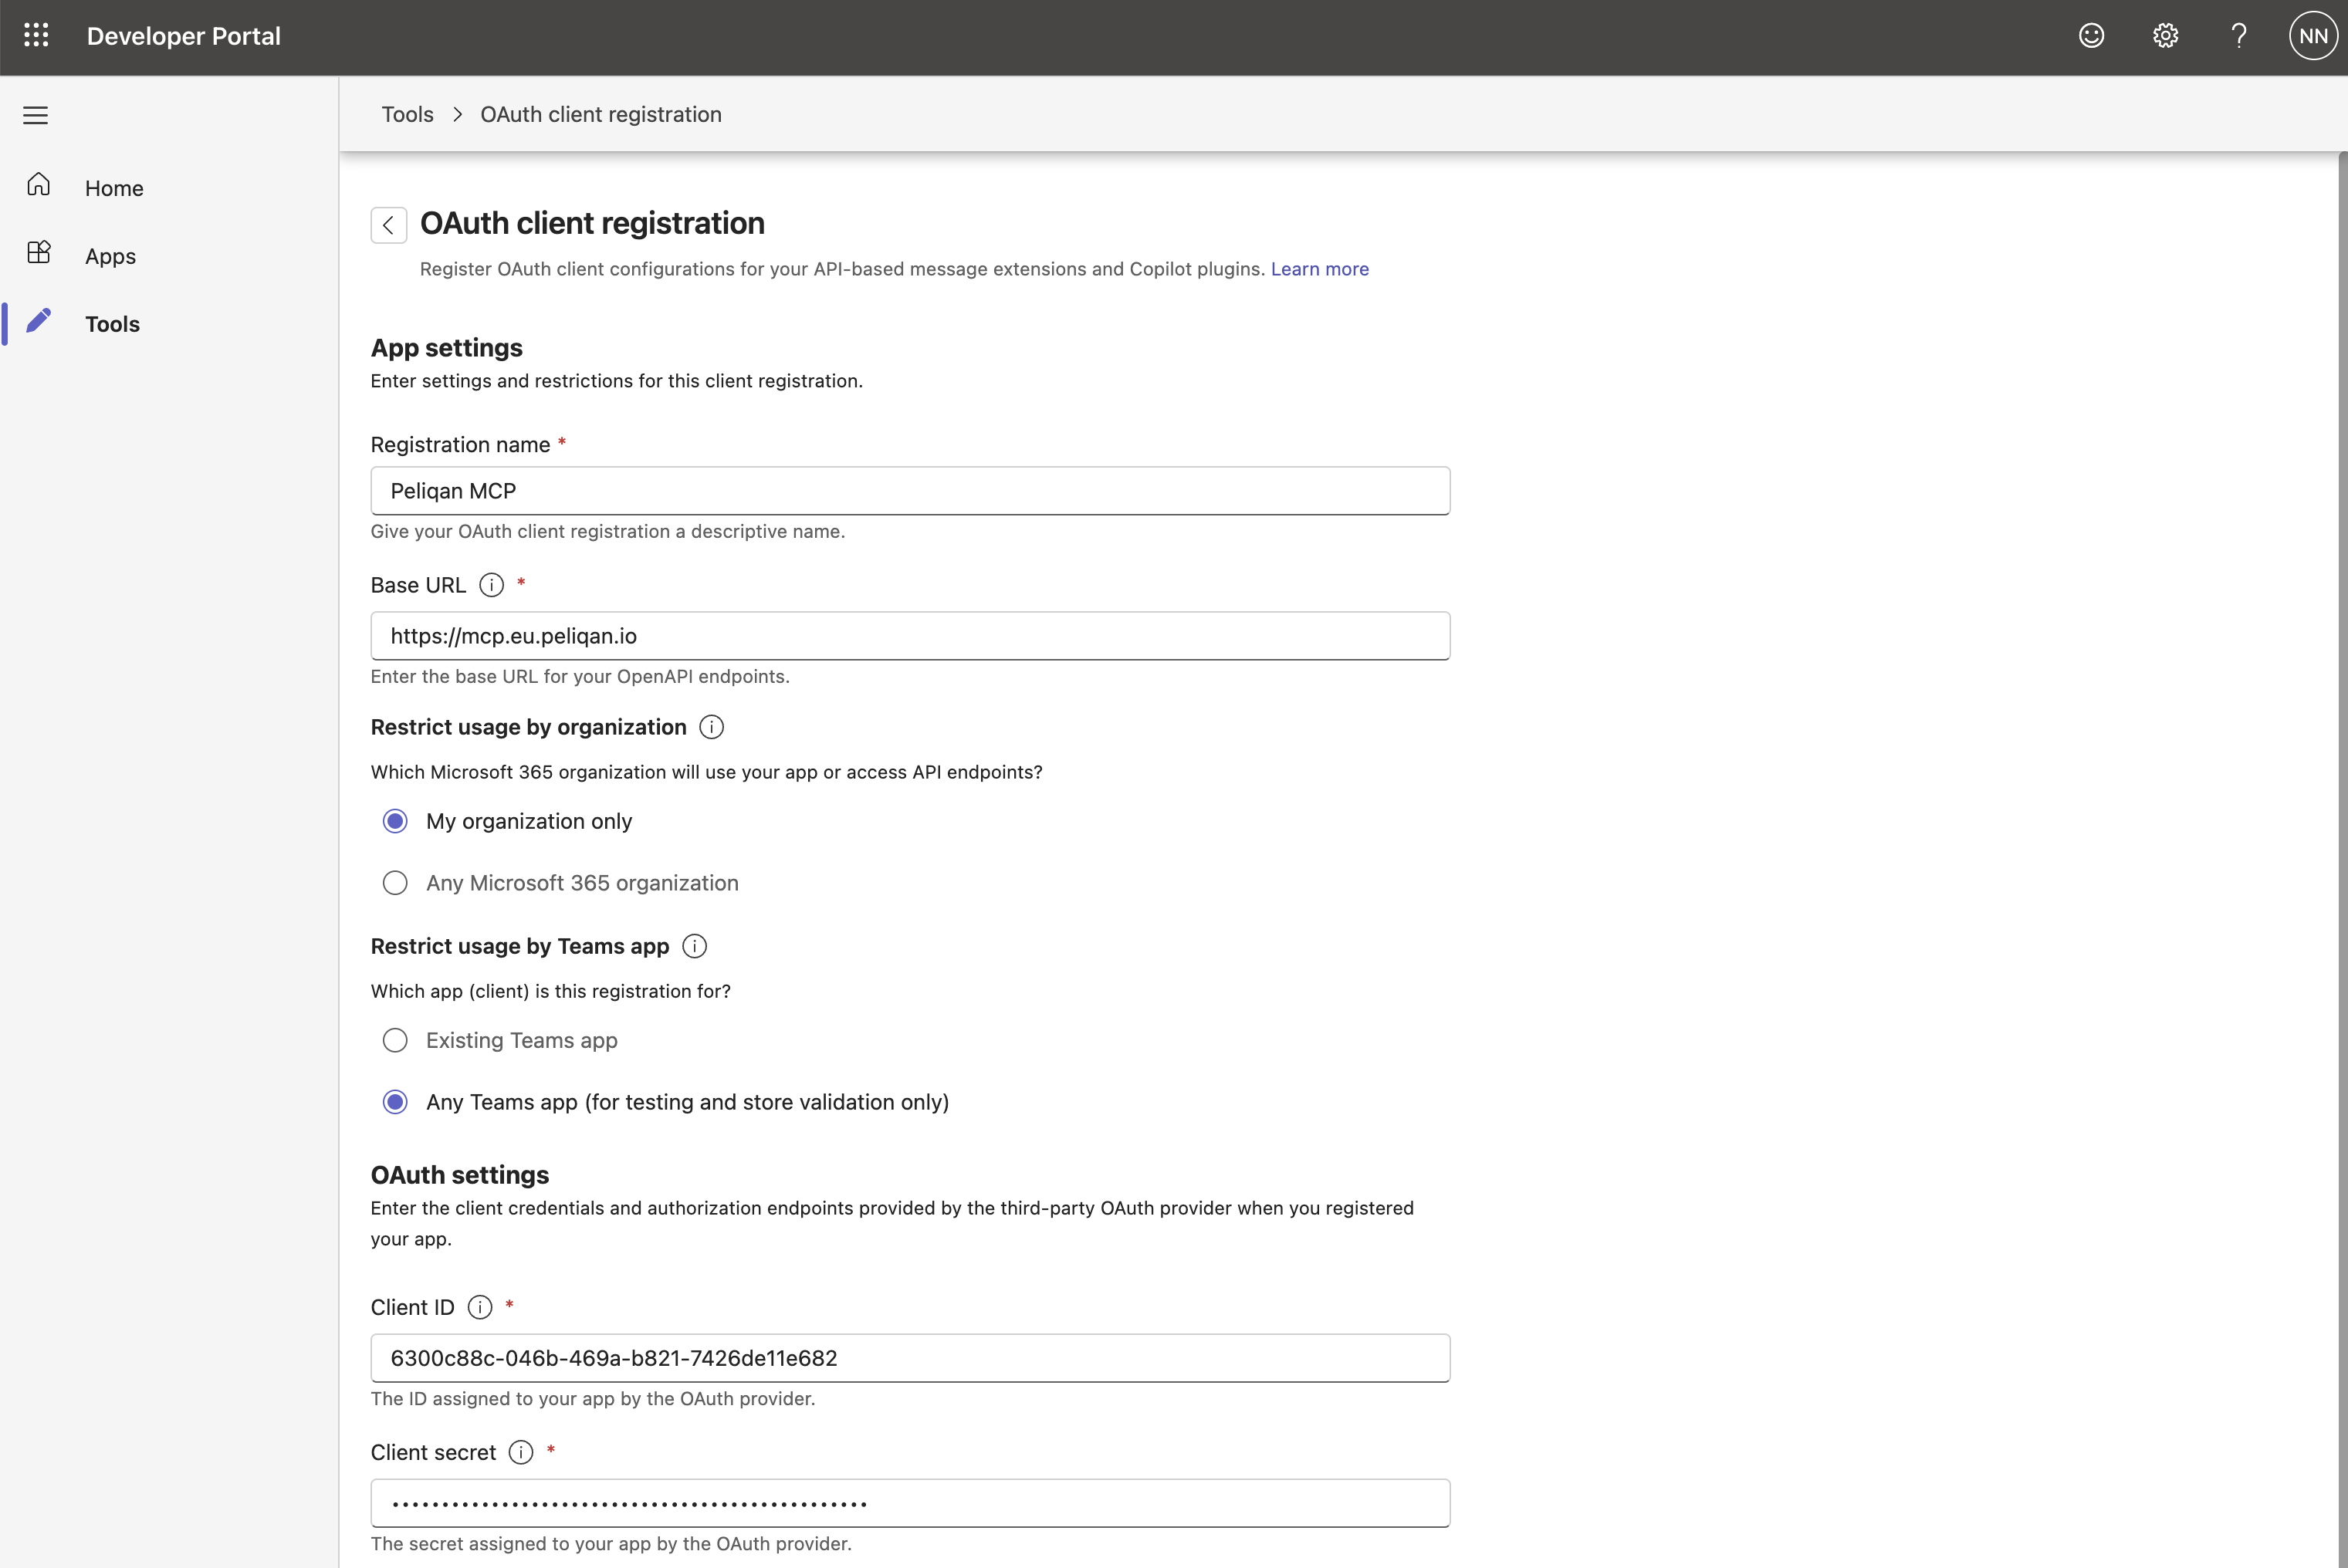 Developer Portal
NN
Tools > OAuth client registration
Home
Apps
Tools
OAuth client registration
Register OAuth client configurations for your API-based message extensions and Copilot plugins. Learn more
App settings
Enter settings and restrictions for this client registration.
Registration name *
Peliqan MCP
Give your OAuth client registration a descriptive name.
Base URL *
https://mcp.eu.peliqan.io
Enter the base URL for your OpenAPI endpoints.
Restrict usage by organization
Which Microsoft 365 organization will use your app or access API endpoints?
My organization only
Any Microsoft 365 organization
Restrict usage by Teams app
Which app (client) is this registration for?
Existing Teams app
Any Teams app (for testing and store validation only)
OAuth settings
Enter the client credentials and authorization endpoints provided by the third-party OAuth provider when you registered
your app.
Client ID *
6300c88c-046b-469a-b821-7426de11e682
The ID assigned to your app by the OAuth provider.
Client secret *
••••••••••••••••••••••••••••••••••••••••••••••••
The secret assigned to your app by the OAuth provider.